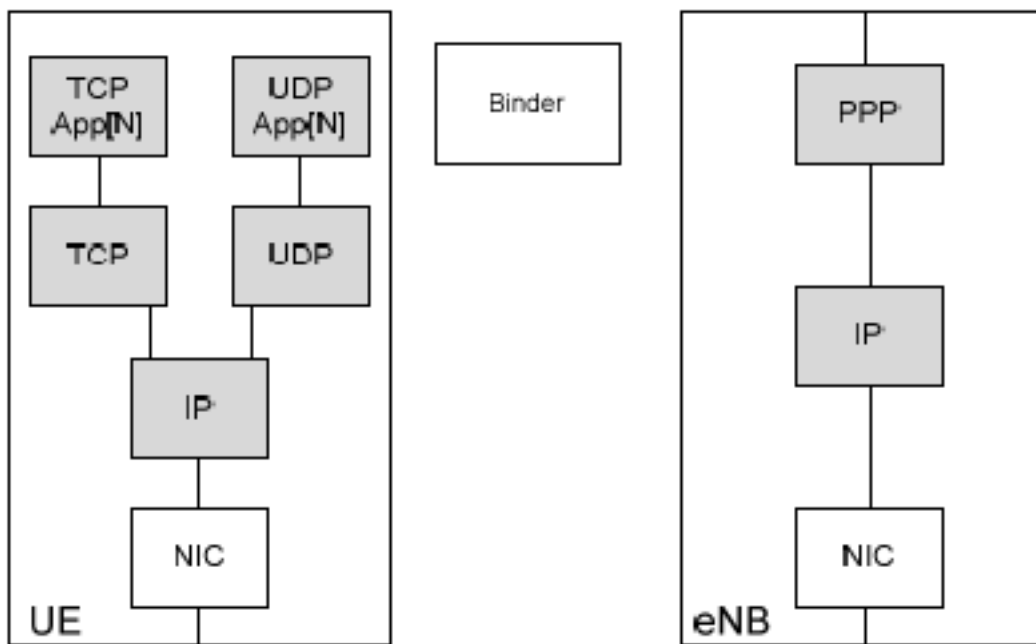 TCP
App[N]
UDP
App[N]
TCP
UDP
IP
NIC
UE
Binder
PPP
IP
NIC
eNB